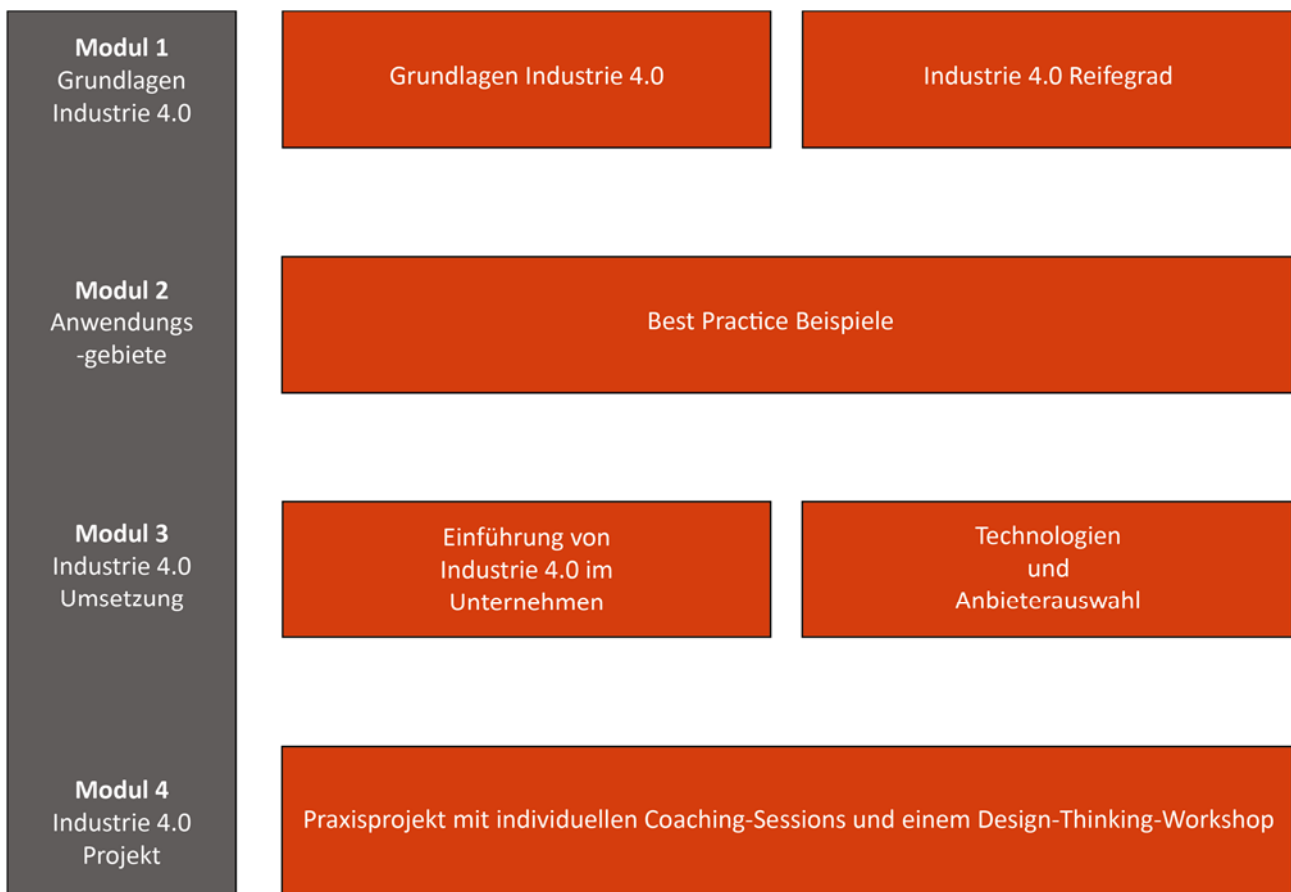 Modul 1
Grundlagen
Industrie 4.0
Grundlagen Industrie 4.0
Industrie 4.0 Reifegrad
Modul 2
Anwendungs
-gebiete
Best Practice Beispiele
Modul 3
Industrie 4.0
Umsetzung
Einführung von
Industrie 4.0 im
Unternehmen
Technologien
und
Anbieterauswahl
Modul 4
Industrie 4.0
Projekt
Praxisprojekt mit individuellen Coaching-Sessions und einem Design-Thinking-Workshop